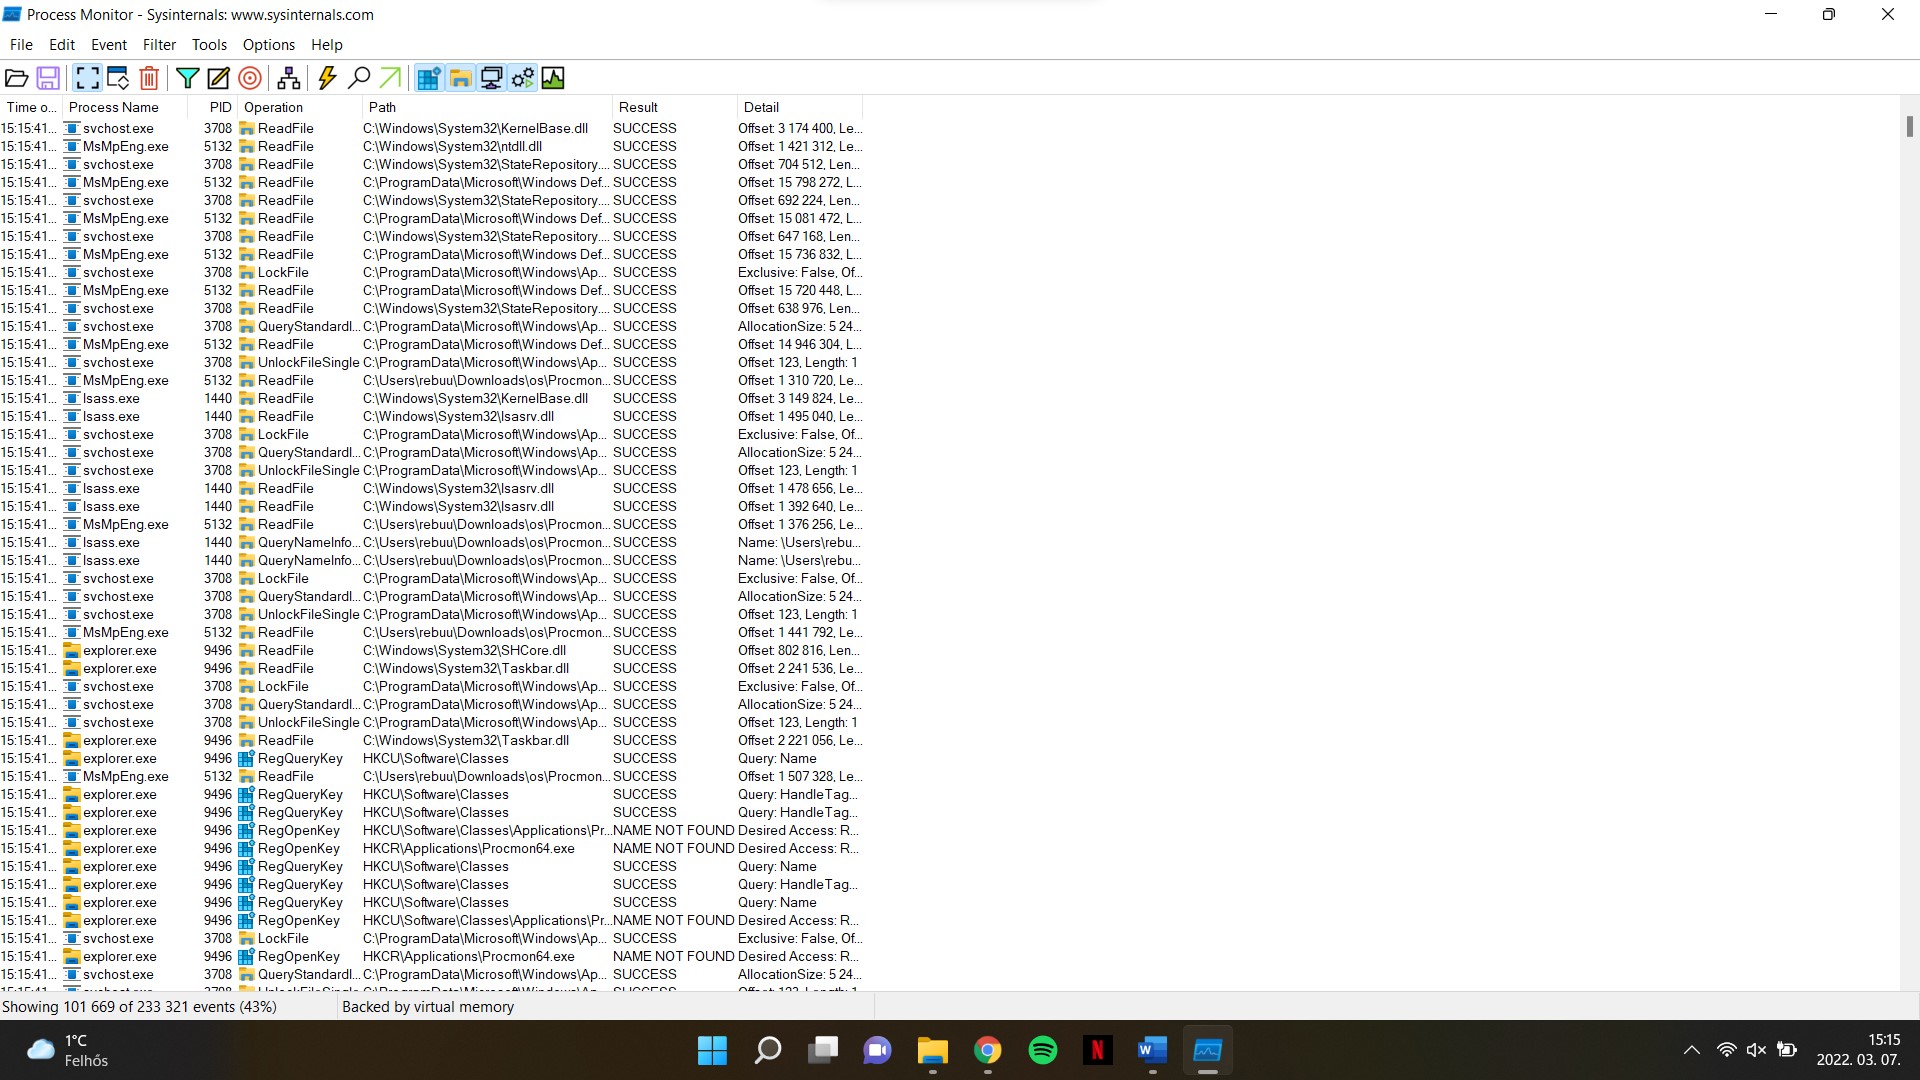 Process Monitor - Sysinternals: www.sysinternals.com
File Edit Event Filter Tools Options Help
Time o... Process Name PID Operation Path Result Detail
15:15:41... svchost.exe 3708 ReadFile C:\Windows\System32\KernelBase.dll SUCCESS Offset: 3 174 400, Le...
15:15:41... MsMpEng.exe 5132 ReadFile C:\Windows\System32\ntdll.dll SUCCESS Offset: 1 421 312, Le...
15:15:41... svchost.exe 3708 ReadFile C:\Windows\System32\StateRepository.... SUCCESS Offset: 704 512, Len...
15:15:41... MsMpEng.exe 5132 ReadFile C:\ProgramData\Microsoft\Windows Def... SUCCESS Offset: 15 798 272, L...
15:15:41... svchost.exe 3708 ReadFile C:\Windows\System32\StateRepository.... SUCCESS Offset: 692 224, Len...
15:15:41... MsMpEng.exe 5132 ReadFile C:\ProgramData\Microsoft\Windows Def... SUCCESS Offset: 15 081 472, L...
15:15:41... svchost.exe 3708 ReadFile C:\Windows\System32\StateRepository.... SUCCESS Offset: 647 168, Len...
15:15:41... MsMpEng.exe 5132 ReadFile C:\ProgramData\Microsoft\Windows Def... SUCCESS Offset: 15 736 832, L...
15:15:41... svchost.exe 3708 LockFile C:\ProgramData\Microsoft\Windows\Ap... SUCCESS Exclusive: False, Of...
15:15:41... MsMpEng.exe 5132 ReadFile C:\ProgramData\Microsoft\Windows Def... SUCCESS Offset: 15 720 448, L...
15:15:41... svchost.exe 3708 ReadFile C:\Windows\System32\StateRepository.... SUCCESS Offset: 638 976, Len...
15:15:41... svchost.exe 3708 QueryStandardI... C:\ProgramData\Microsoft\Windows\Ap... SUCCESS AllocationSize: 5 24...
15:15:41... MsMpEng.exe 5132 ReadFile C:\ProgramData\Microsoft\Windows Def... SUCCESS Offset: 14 946 304, L...
15:15:41... svchost.exe 3708 UnlockFileSingle C:\ProgramData\Microsoft\Windows\Ap... SUCCESS Offset: 123, Length: 1
15:15:41... MsMpEng.exe 5132 ReadFile C:\Users\rebuu\Downloads\os\Procmon... SUCCESS Offset: 1 310 720, Le...
15:15:41... lsass.exe 1440 ReadFile C:\Windows\System32\KernelBase.dll SUCCESS Offset: 3 149 824, Le...
15:15:41... lsass.exe 1440 ReadFile C:\Windows\System32\lsasrv.dll SUCCESS Offset: 1 495 040, Le...
15:15:41... svchost.exe 3708 LockFile C:\ProgramData\Microsoft\Windows\Ap... SUCCESS Exclusive: False, Of...
15:15:41... svchost.exe 3708 QueryStandardI... C:\ProgramData\Microsoft\Windows\Ap... SUCCESS AllocationSize: 5 24...
15:15:41... svchost.exe 3708 UnlockFileSingle C:\ProgramData\Microsoft\Windows\Ap... SUCCESS Offset: 123, Length: 1
15:15:41... lsass.exe 1440 ReadFile C:\Windows\System32\lsasrv.dll SUCCESS Offset: 1 478 656, Le...
15:15:41... lsass.exe 1440 ReadFile C:\Windows\System32\lsasrv.dll SUCCESS Offset: 1 392 640, Le...
15:15:41... MsMpEng.exe 5132 ReadFile C:\Users\rebuu\Downloads\os\Procmon... SUCCESS Offset: 1 376 256, Le...
15:15:41... lsass.exe 1440 QueryNameInfo... C:\Users\rebuu\Downloads\os\Procmon... SUCCESS Name: \Users\rebu...
15:15:41... lsass.exe 1440 QueryNameInfo... C:\Users\rebuu\Downloads\os\Procmon... SUCCESS Name: \Users\rebu...
15:15:41... svchost.exe 3708 LockFile C:\ProgramData\Microsoft\Windows\Ap... SUCCESS Exclusive: False, Of...
15:15:41... svchost.exe 3708 QueryStandardI... C:\ProgramData\Microsoft\Windows\Ap... SUCCESS AllocationSize: 5 24...
15:15:41... svchost.exe 3708 UnlockFileSingle C:\ProgramData\Microsoft\Windows\Ap... SUCCESS Offset: 123, Length: 1
15:15:41... MsMpEng.exe 5132 ReadFile C:\Users\rebuu\Downloads\os\Procmon... SUCCESS Offset: 1 441 792, Le...
15:15:41... explorer.exe 9496 ReadFile C:\Windows\System32\SHCore.dll SUCCESS Offset: 802 816, Len...
15:15:41... explorer.exe 9496 ReadFile C:\Windows\System32\Taskbar.dll SUCCESS Offset: 2 241 536, Le...
15:15:41... svchost.exe 3708 LockFile C:\ProgramData\Microsoft\Windows\Ap... SUCCESS Exclusive: False, Of...
15:15:41... svchost.exe 3708 QueryStandardI... C:\ProgramData\Microsoft\Windows\Ap... SUCCESS AllocationSize: 5 24...
15:15:41... svchost.exe 3708 UnlockFileSingle C:\ProgramData\Microsoft\Windows\Ap... SUCCESS Offset: 123, Length: 1
15:15:41... explorer.exe 9496 ReadFile C:\Windows\System32\Taskbar.dll SUCCESS Offset: 2 221 056, Le...
15:15:41... explorer.exe 9496 RegQueryKey HKCU\Software\Classes SUCCESS Query: Name
15:15:41... MsMpEng.exe 5132 ReadFile C:\Users\rebuu\Downloads\os\Procmon... SUCCESS Offset: 1 507 328, Le...
15:15:41... explorer.exe 9496 RegQueryKey HKCU\Software\Classes SUCCESS Query: HandleTag...
15:15:41... explorer.exe 9496 RegQueryKey HKCU\Software\Classes SUCCESS Query: HandleTag...
15:15:41... explorer.exe 9496 RegOpenKey HKCU\Software\Classes\Applications\Pr... NAME NOT FOUND Desired Access: R...
15:15:41... explorer.exe 9496 RegOpenKey HKCR\Applications\Procmon64.exe NAME NOT FOUND Desired Access: R...
15:15:41... explorer.exe 9496 RegQueryKey HKCU\Software\Classes SUCCESS Query: Name
15:15:41... explorer.exe 9496 RegQueryKey HKCU\Software\Classes SUCCESS Query: HandleTag...
15:15:41... explorer.exe 9496 RegQueryKey HKCU\Software\Classes SUCCESS Query: Name
15:15:41... explorer.exe 9496 RegOpenKey HKCU\Software\Classes\Applications\Pr... NAME NOT FOUND Desired Access: R...
15:15:41... svchost.exe 3708 LockFile C:\ProgramData\Microsoft\Windows\Ap... SUCCESS Exclusive: False, Of...
15:15:41... explorer.exe 9496 RegOpenKey HKCR\Applications\Procmon64.exe NAME NOT FOUND Desired Access: R...
15:15:41... svchost.exe 3708 QueryStandardI... C:\ProgramData\Microsoft\Windows\Ap... SUCCESS AllocationSize: 5 24...
Showing 101 669 of 233 321 events (43%) Backed by virtual memory
1°C
Felhős
15:15
2022. 03. 07.